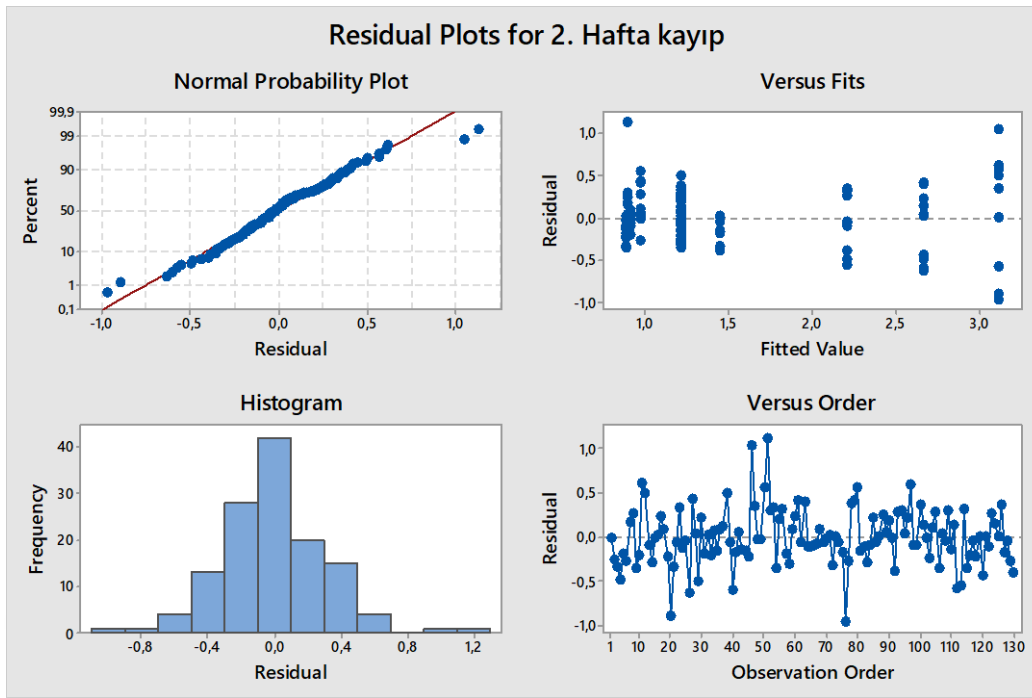 Residual Plots for 2. Hafta kayıp
Normal Probability Plot
99,9
99
90
50
10
1
0,1
Percent
-1,0 -0,5 0,0 0,5 1,0
Residual
Versus Fits
1,0
0,5
0,0
-0,5
-1,0
Residual
1,0 1,5 2,0 2,5 3,0
Fitted Value
Histogram
40
30
20
10
0
Frequency
-0,8 -0,4 0,0 0,4 0,8 1,2
Residual
Versus Order
1,0
0,5
0,0
-0,5
-1,0
Residual
1 10 20 30 40 50 60 70 80 90 100 110 120 130
Observation Order